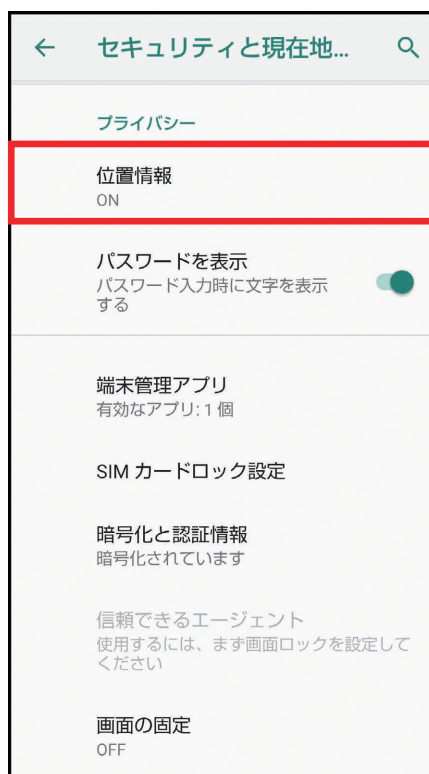 セキュリティと現在地...
プライバシー
位置情報
ON
パスワードを表示
パスワード入力時に文字を表示
する
端末管理アプリ
有効なアプリ: 1 個
SIM カードロック設定
暗号化と認証情報
暗号化されています
信頼できるエージェント
使用するには、まず画面ロックを設定して
ください
画面の固定
OFF